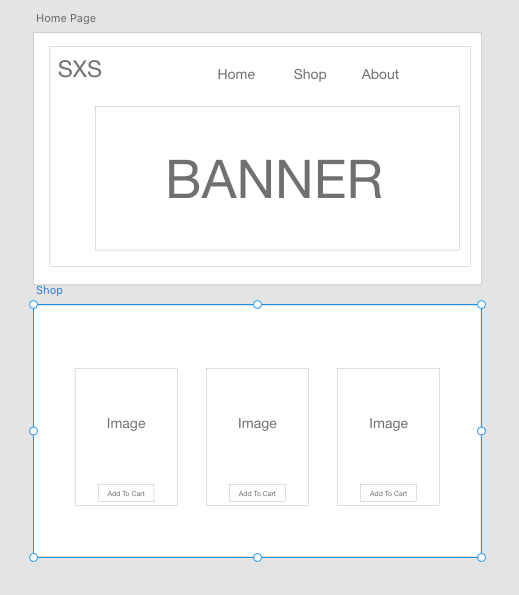 Home Page
SXS
Home Shop About
BANNER
Shop
Image Image Image
Add To Cart Add To Cart Add To Cart